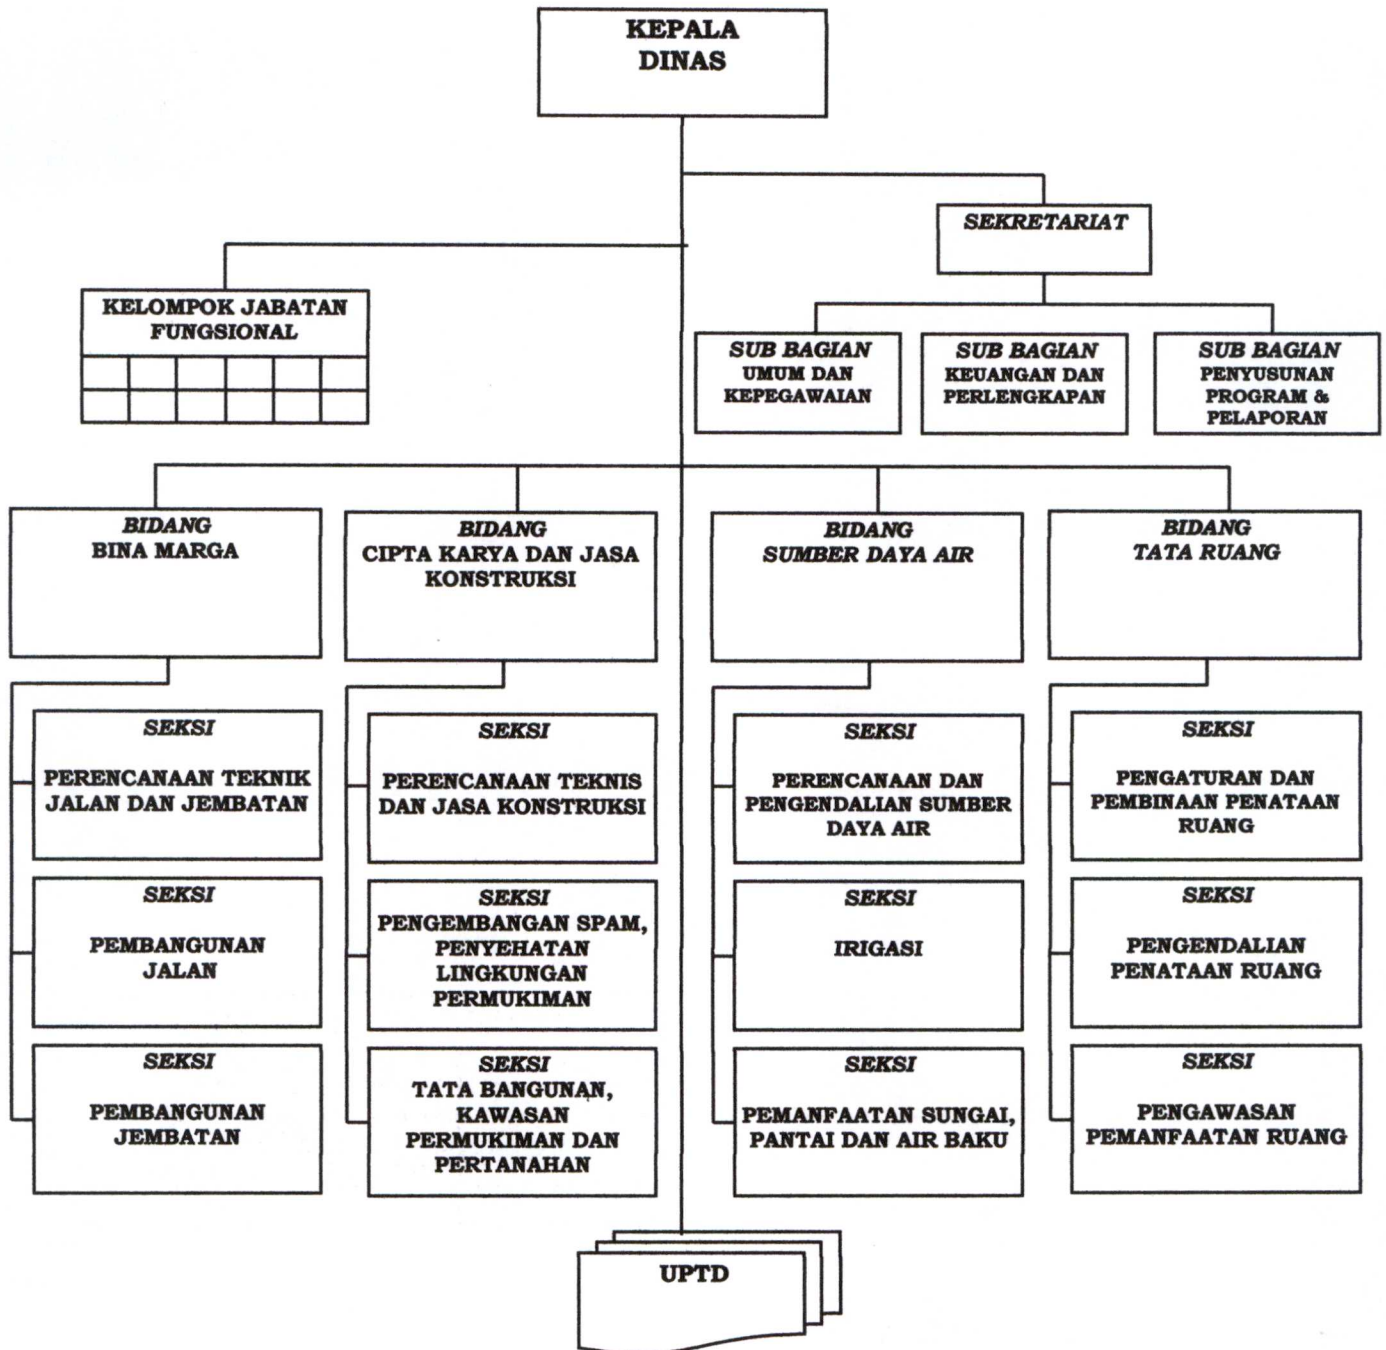 KEPALA
DINAS
SEKRETARIAT
KELOMPOK JABATAN
FUNGSIONAL
SUB BAGIAN
UMUM DAN
KEPEGAWAIAN
SUB BAGIAN
KEUANGAN DAN
PERLENGKAPAN
SUB BAGIAN
PENYUSUNAN
PROGRAM &
PELAPORAN
BIDANG
BINA MARGA
BIDANG
CIPTA KARYA DAN JASA
KONSTRUKSI
BIDANG
SUMBER DAYA AIR
BIDANG
TATA RUANG
SEKSI
PERENCANAAN TEKNIK
JALAN DAN JEMBATAN
SEKSI
PERENCANAAN TEKNIS
DAN JASA KONSTRUKSI
SEKSI
PERENCANAAN DAN
PENGENDALIAN SUMBER
DAYA AIR
SEKSI
PENGATURAN DAN
PEMBINAAN PENATAAN
RUANG
SEKSI
PEMBANGUNAN
JALAN
SEKSI
PENGEMBANGAN SPAM,
PENYEHATAN
LINGKUNGAN
PERMUKIMAN
SEKSI
IRIGASI
SEKSI
PENGENDALIAN
PENATAAN RUANG
SEKSI
PEMBANGUNAN
JEMBATAN
SEKSI
TATA BANGUNAN,
KAWASAN
PERMUKIMAN DAN
PERTANAHAN
SEKSI
PEMANFAATAN SUNGAI,
PANTAI DAN AIR BAKU
SEKSI
PENGAWASAN
PEMANFAATAN RUANG
UPTD